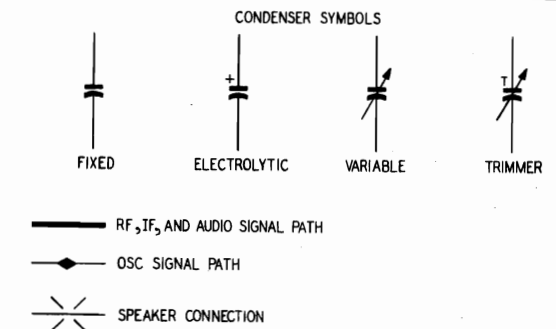 CONDENSER SYMBOLS
+
T
FIXED ELECTROLYTIC VARIABLE TRIMMER
RF, IF, AND AUDIO SIGNAL PATH
OSC SIGNAL PATH
SPEAKER CONNECTION